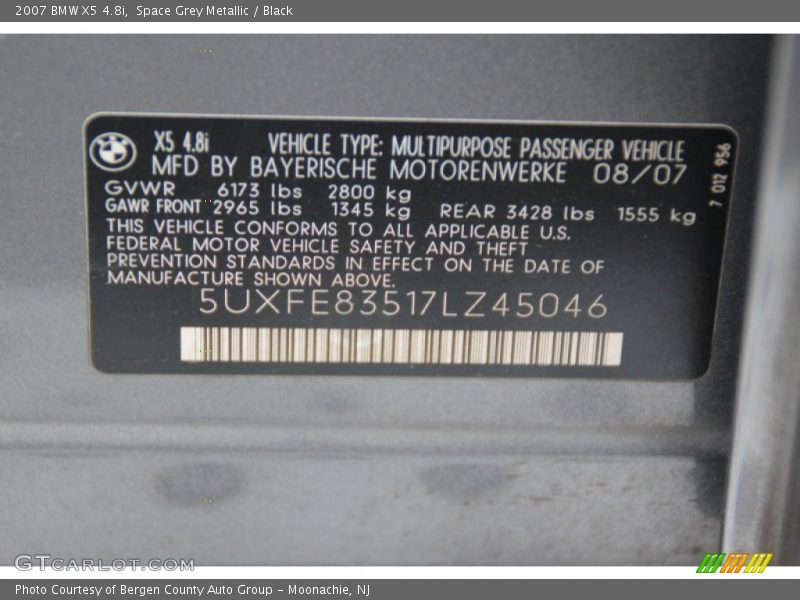 2007 BMW X5 4.8i, Space Grey Metallic / Black
X5 4.8i VEHICLE TYPE: MULTIPURPOSE PASSENGER VEHICLE
MFD BY BAYERISCHE MOTORENWERKE 08/07
GVWR 6173 lbs 2800 kg
GAWR FRONT 2965 lbs 1345 kg REAR 3428 lbs 1555 kg
THIS VEHICLE CONFORMS TO ALL APPLICABLE U.S.
FEDERAL MOTOR VEHICLE SAFETY AND THEFT
PREVENTION STANDARDS IN EFFECT ON THE DATE OF
MANUFACTURE SHOWN ABOVE.
5UXFE83517LZ45046
7 012 956
GTCARLOT.COM
Photo Courtesy of Bergen County Auto Group - Moonachie, NJ